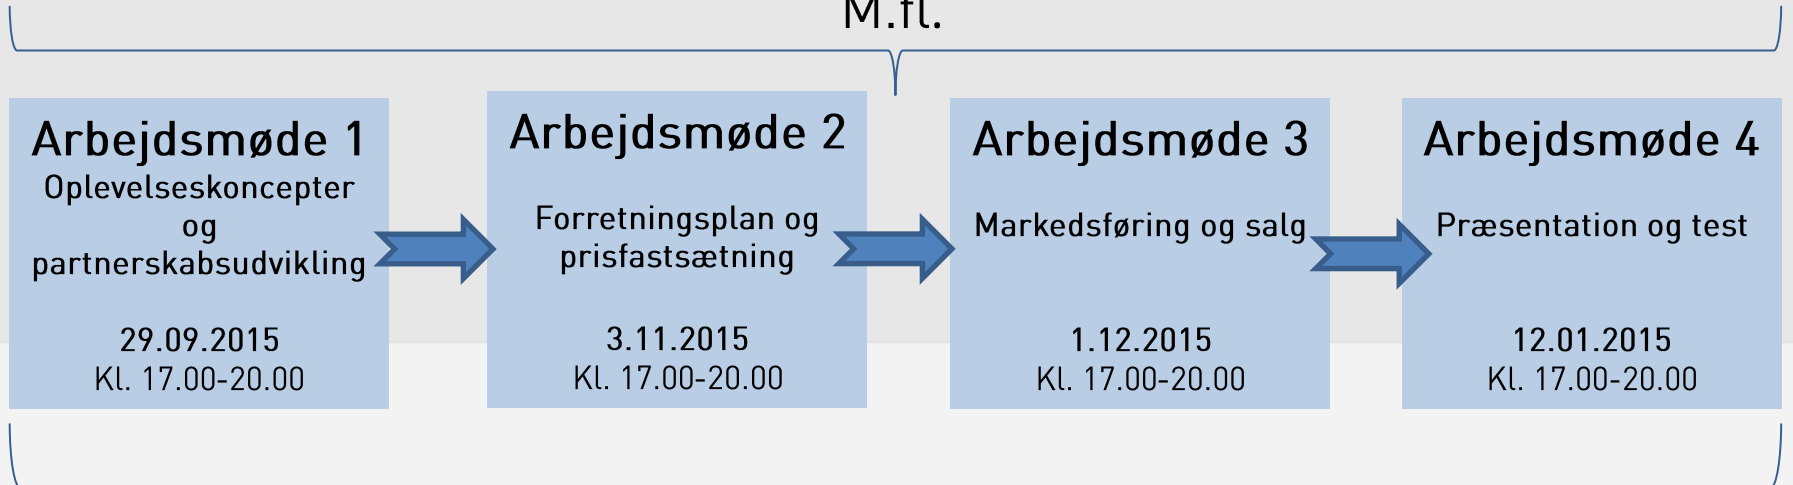 M.fl.
Arbejdsmøde 1
Oplevelseskoncepter
og
partnerskabsudvikling
29.09.2015
Kl. 17.00-20.00
Arbejdsmøde 2
Forretningsplan og
prisfastsætning
3.11.2015
Kl. 17.00-20.00
Arbejdsmøde 3
Markedsføring og salg
1.12.2015
Kl. 17.00-20.00
Arbejdsmøde 4
Præsentation og test
12.01.2015
Kl. 17.00-20.00